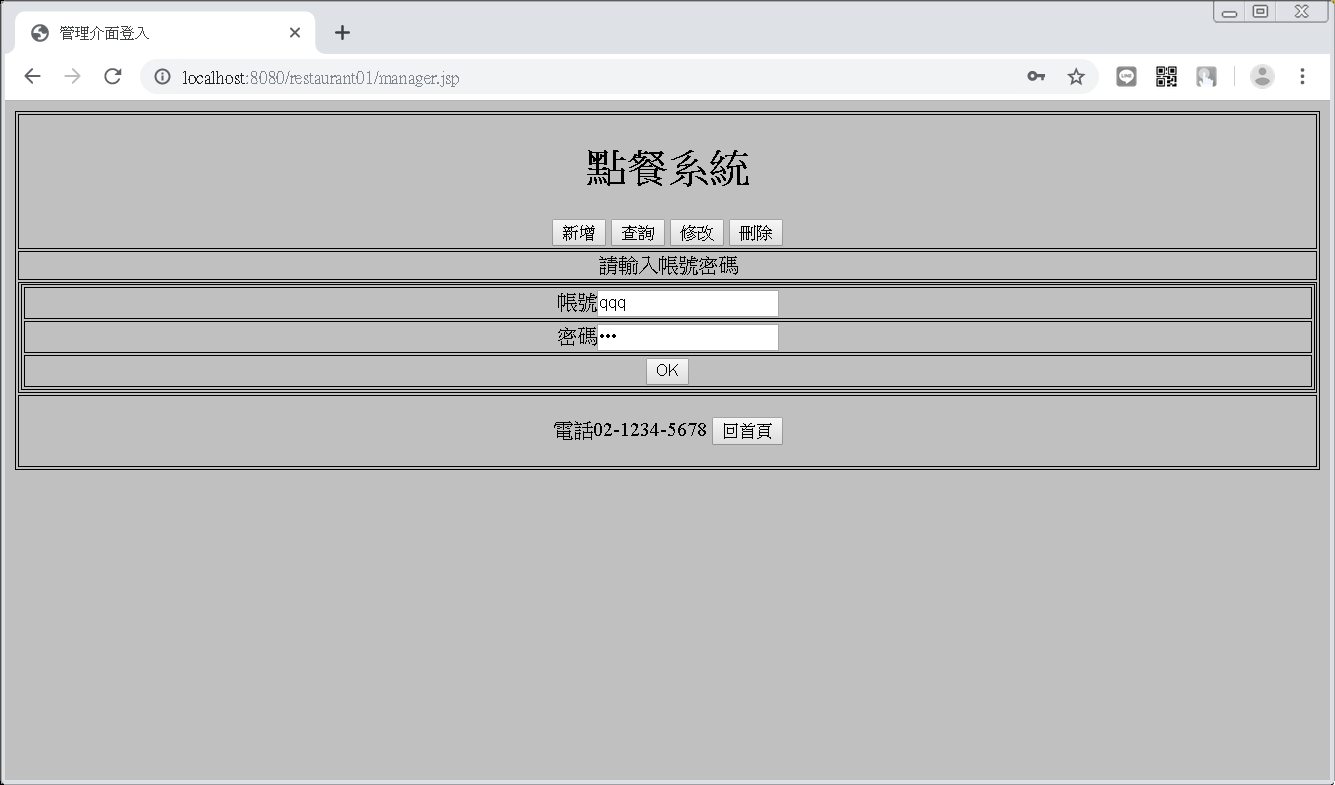 管理介面登入
localhost:8080/restaurant01/manager.jsp
點餐系統
新增 查詢 修改 刪除
請輸入帳號密碼
帳號qqq
密碼•••
OK
電話02-1234-5678 回首頁